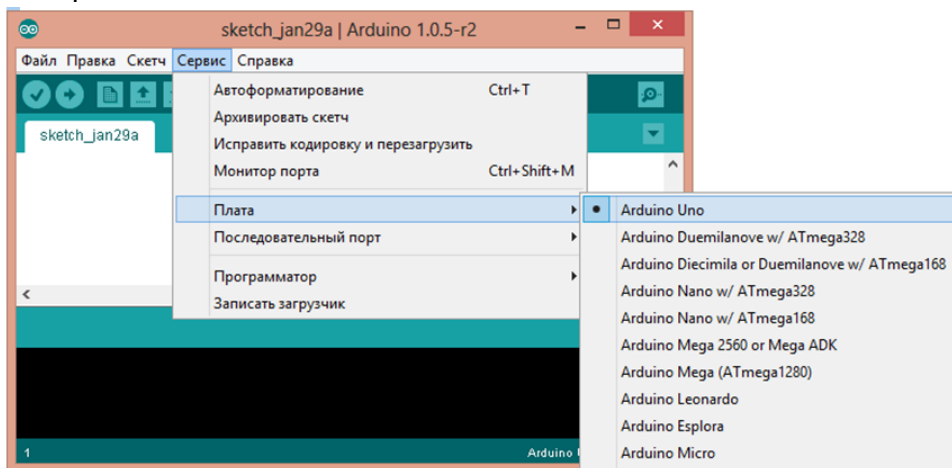 sketch_jan29a | Arduino 1.0.5-r2
Файл Правка Скетч Сервис Справка
sketch_jan29a
Автоформатирование Ctrl+T
Архивировать скетч
Исправить кодировку и перезагрузить
Монитор порта Ctrl+Shift+M
Плата
Последовательный порт
Программатор
Записать загрузчик
Arduino Uno
Arduino Duemilanove w/ ATmega328
Arduino Diecimila or Duemilanove w/ ATmega168
Arduino Nano w/ ATmega328
Arduino Nano w/ ATmega168
Arduino Mega 2560 or Mega ADK
Arduino Mega (ATmega1280)
Arduino Leonardo
Arduino Esplora
Arduino Micro
1 Arduino